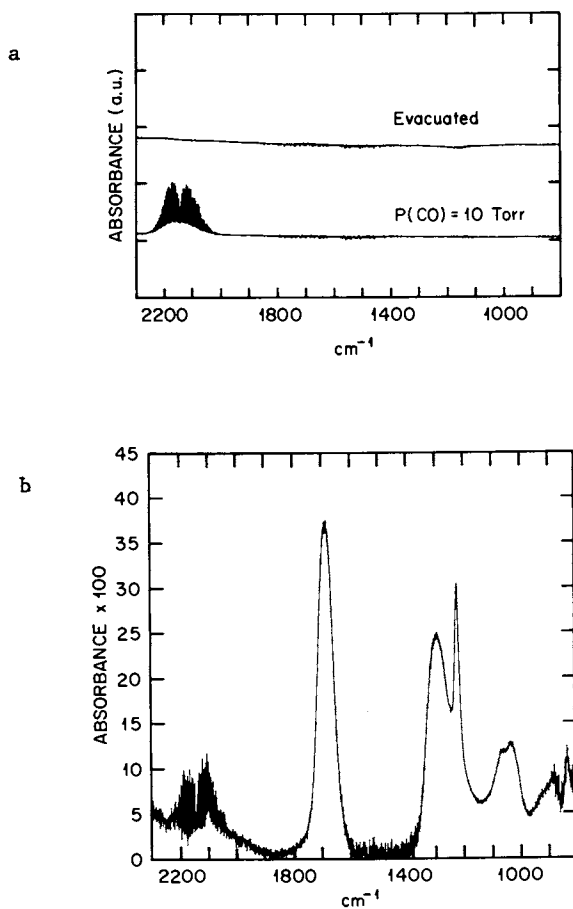 a
ABSORBANCE (a.u.)
Evacuated
P(CO) = 10 Torr
2200 1800 1400 1000
cm⁻¹
b
ABSORBANCE × 100
45
40
35
30
25
20
15
10
5
0
2200 1800 1400 1000
cm⁻¹